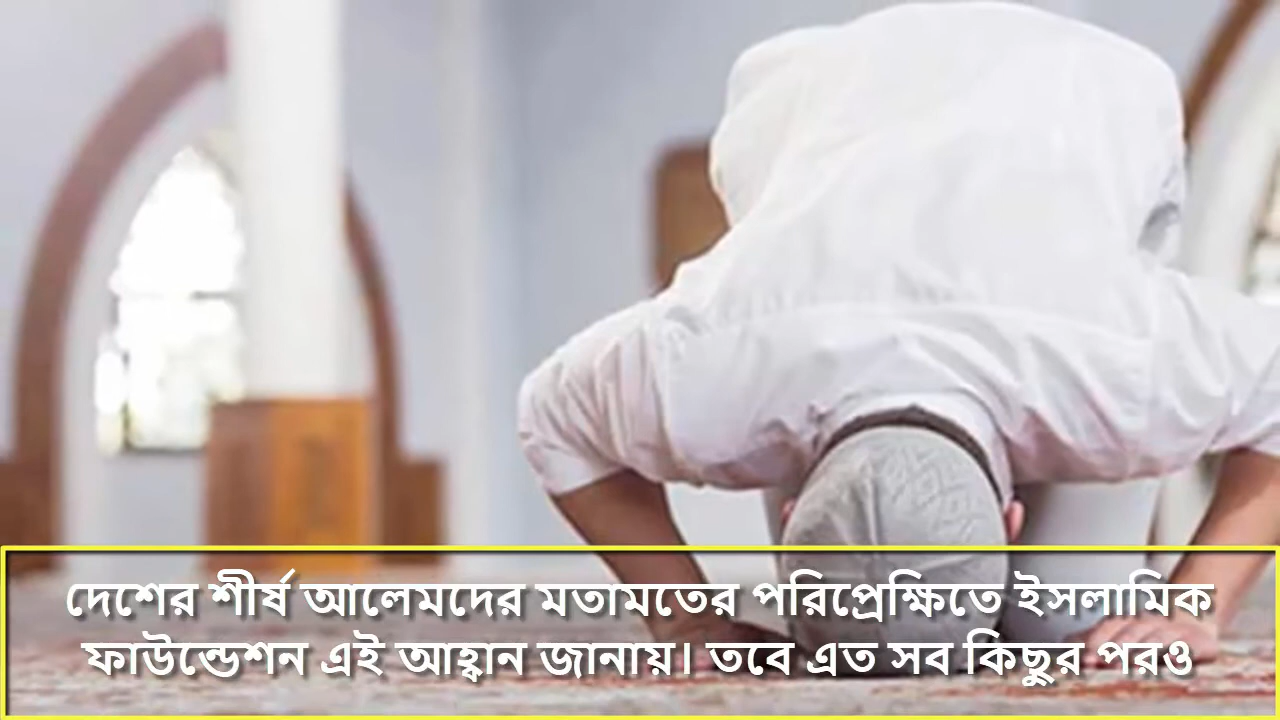 দেশের শীর্ষ আলেমদের মতামতের পরিপ্রেক্ষিতে ইসলামিক
ফাউন্ডেশন এই আহ্বান জানায়। তবে এত সব কিছুর পরও